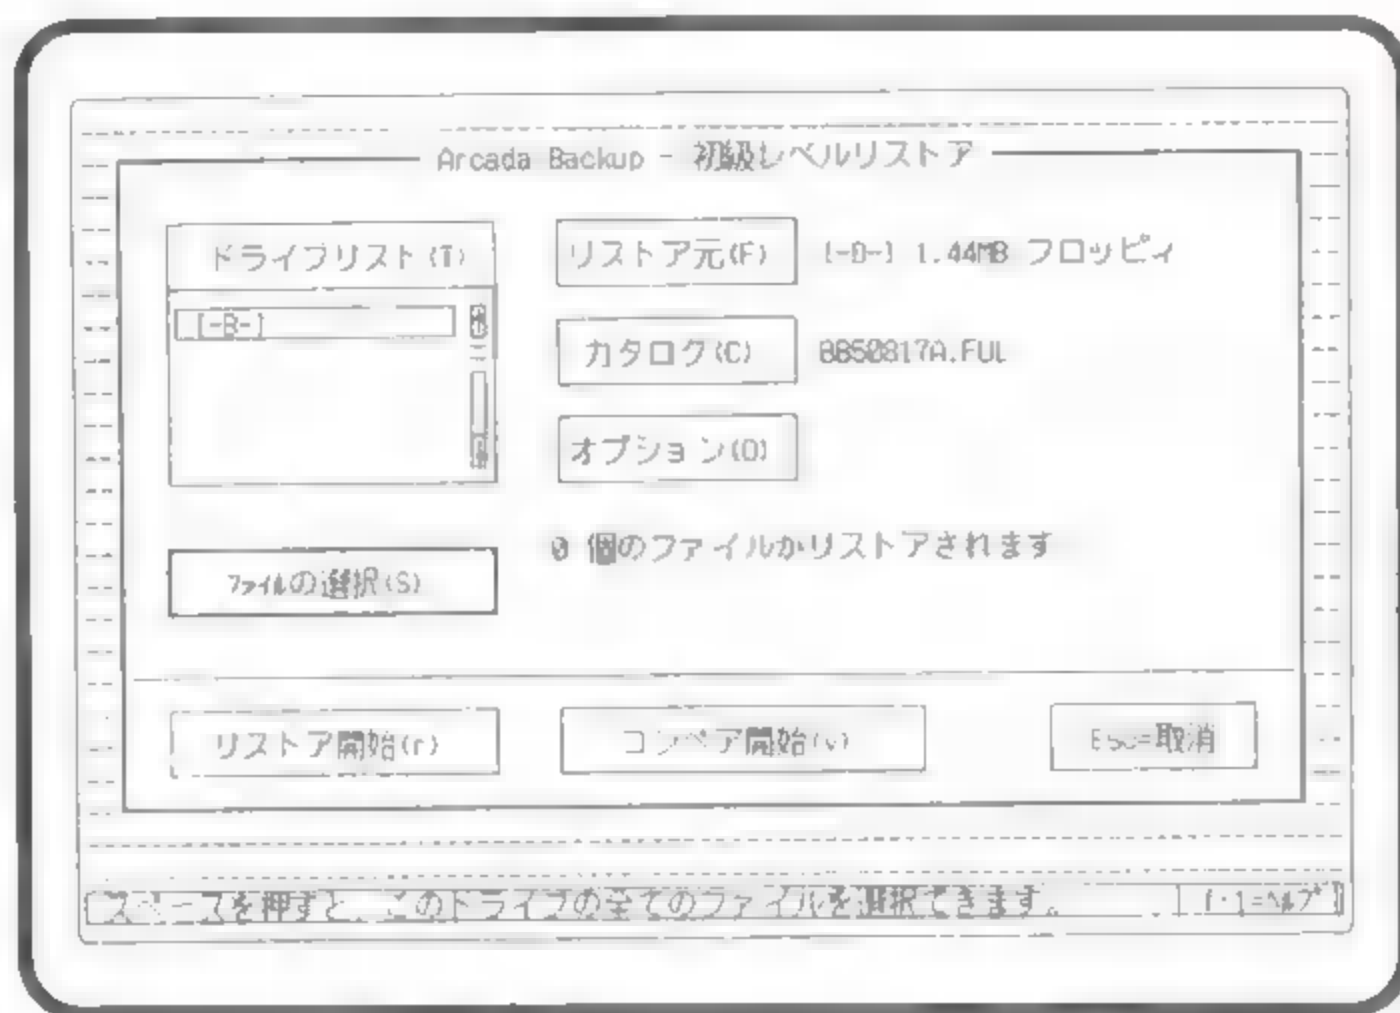 Arcada Backup - 初級レベルリストア
ドライブリスト(T)
[-B-]
リストア元(F)
[-D-] 1.44MB フロッピィ
カタログ(C)
BB50817A.FUL
オプション(O)
0 個のファイルがリストアされます
ファイルの選択(S)
リストア開始(r)
コンペア開始(v)
Esc=取消
スペースを押すと、このドライブの全てのファイルを選択できます。
F･1=ﾍﾙﾌﾟ